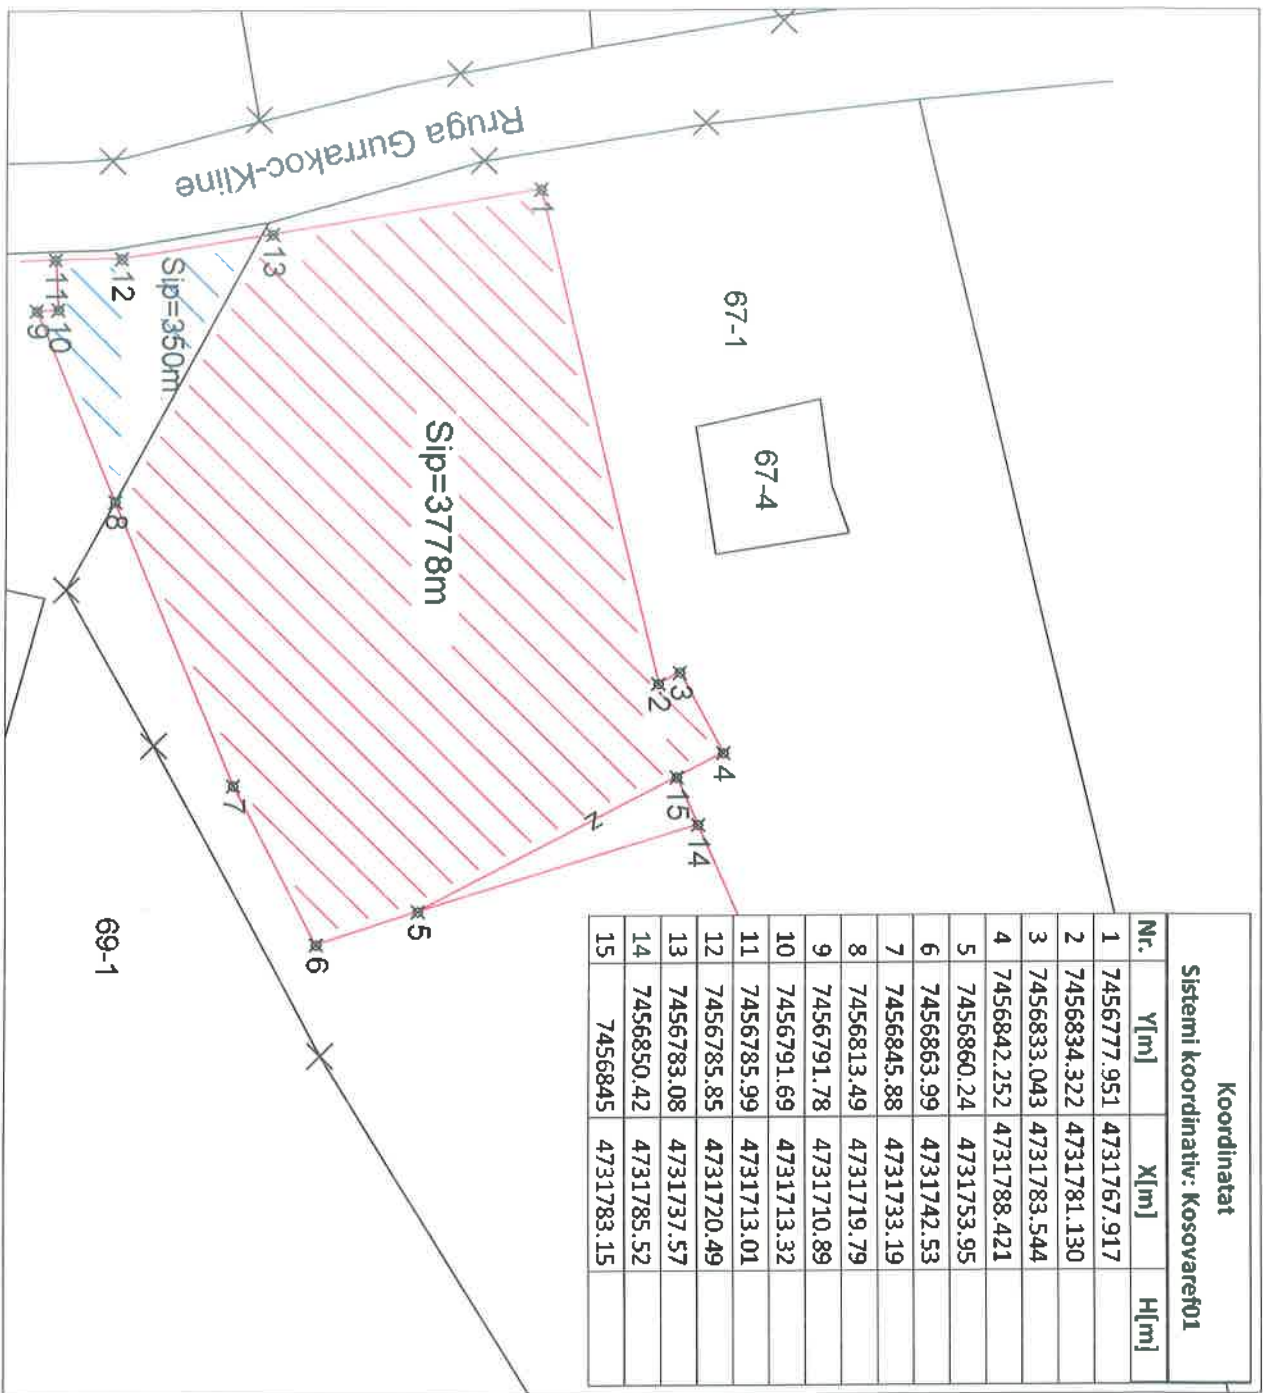 Koordinatat
Sistemi koordinativ: Kosovaref01
Nr. Y[m] X[m] H[m]
1 7456777.951 4731767.917
2 7456834.322 4731781.130
3 7456833.043 4731783.544
4 7456842.252 4731788.421
5 7456860.24 4731753.95
6 7456863.99 4731742.53
7 7456845.88 4731733.19
8 7456813.49 4731719.79
9 7456791.78 4731710.89
10 7456791.69 4731713.32
11 7456785.99 4731713.01
12 7456785.85 4731720.49
13 7456783.08 4731737.57
14 7456850.42 4731785.52
15 7456845 4731783.15
67-1
67-4
Rruga Gurrakoc-Kline
1
3
2
4
15
14
Sip=3778m
z
13
5
12
Sip=350m
11
10
9
8
7
6
69-1